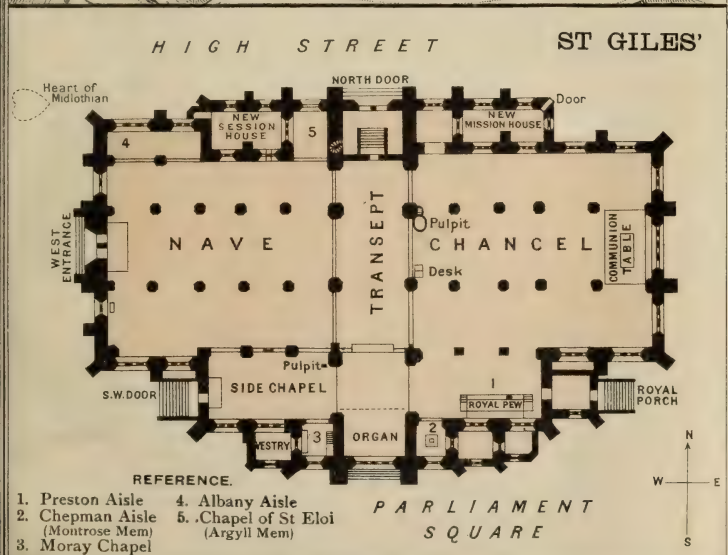 HIGH STREET
ST GILES'
Heart of
Midlothian
NORTH DOOR
Door
NEW
SESSION
HOUSE
5
NEW
MISSION HOUSE
4
WEST
ENTRANCE
NAVE
TRANSEPT
Pulpit
CHANCEL
COMMUNION
TABLE
Desk
Pulpit
S.W. DOOR
SIDE CHAPEL
1
ROYAL PEW
ROYAL
PORCH
VESTRY
3
ORGAN
2
N
W
E
S
REFERENCE.
1. Preston Aisle
2. Chepman Aisle
(Montrose Mem)
3. Moray Chapel
4. Albany Aisle
5. Chapel of St Eloi
(Argyll Mem)
PARLIAMENT
SQUARE